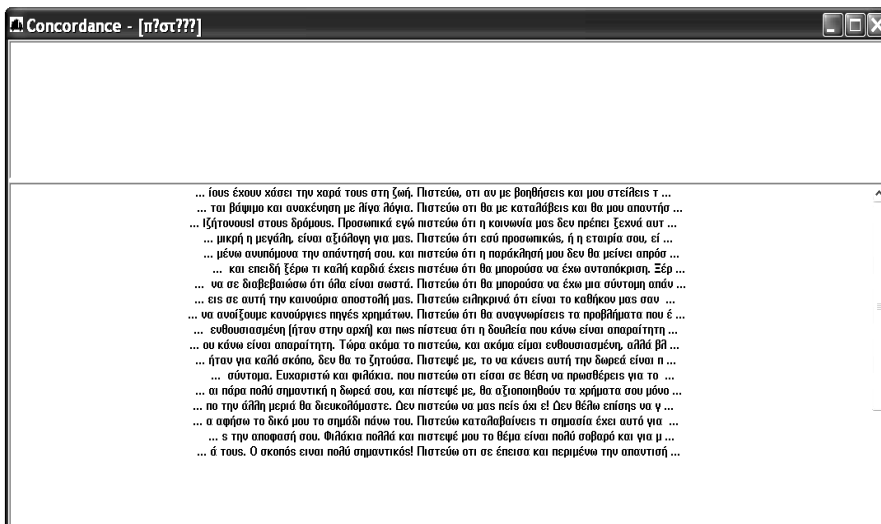 Concordance - [π?στ???]
... ίους έχουν χάσει την χαρά τους στη ζωή. Πιστεύω, οτι αν με βοηθήσεις και μου στείλεις τ ...
... ται βάψιμο και ανακένηση με λίγα λόγια. Πιστεύω οτι θα με καταλάβεις και θα μου απαντήσ ...
... Ιζήτονουsl στους δρόμους. Προσωπικά εγώ πιστεύω ότι η κοινωνία μας δεν πρέπει ξεχνά αυτ ...
... μικρή η μεγάλη, είναι αξιόλογη για μας. Πιστεύω ότι εσύ προσωπικώς, ή η εταιρία σου, εί ...
... μένω ανυπόμονα την απάντησή σου. και πιστεύω ότι η παράκλησή μου δεν θα μείνει απρόσ ...
... και επειδή ξέρω τι καλή καρδιά έχεις πιστέυω ότι θα μπορούσα να έχω ανταπόκριση. Ξέρ ...
... να σε διαβεβαιώσω ότι όλα είναι σωστά. Πιστεύω ότι θα μπορούσα να έχω μια σύντομη απάν ...
... εις σε αυτή την καινούρια αποστολή μας. Πιστεύω ειληκρινά ότι είναι το καθήκον μας σαν ...
... να ανοίξουμε κανούργιες πηγές χρημάτων. Πιστεύω ότι θα αναγνωρίσεις τα προβλήματα που έ ...
... ενθουσιασμένη (ήταν στην αρχή) και πως πίστευα ότι η δουλεία που κάνω είναι απαραίτητη ...
... ου κάνω είναι απαραίτητη. Τώρα ακόμα το πιστεύω, και ακόμα είμαι ενθουσιασμένη, αλλά βλ ...
... ήταν για καλό σκόπο, δεν θα το ζητούσα. Πιστεψέ με, το να κάνεις αυτή την δωρεά είναι π ...
... σύντομα. Ευχαριστώ και φιλάκια. που πιστεύω οτι είσαι σε θέση να προσθέρεις για το ...
... αι πάρα πολύ σημαντική η δωρεά σου, και πίστεψέ με, θα αξιοποιηθούν τα χρήματα σου μόνο ...
... πο την άλλη μεριά θα διευκολόμαστε. Δεν πιστεύω να μας πείς όχι ε! Δεν θέλω επίσης να γ ...
... α αφήσω το δικό μου το σημάδι πάνω του. Πιστεύω καταλαβαίνεις τι σημασία έχει αυτό για ...
... ς την αποφασή σου. Φιλάκια πολλά και πιστεψέ μου το θέμα είναι πολύ σοβαρό και για μ ...
... ά τους. Ο σκοπός ειναι πολύ σημαντικός! Πιστεύω οτι σε έπεισα και περιμένω την απαντισή ...